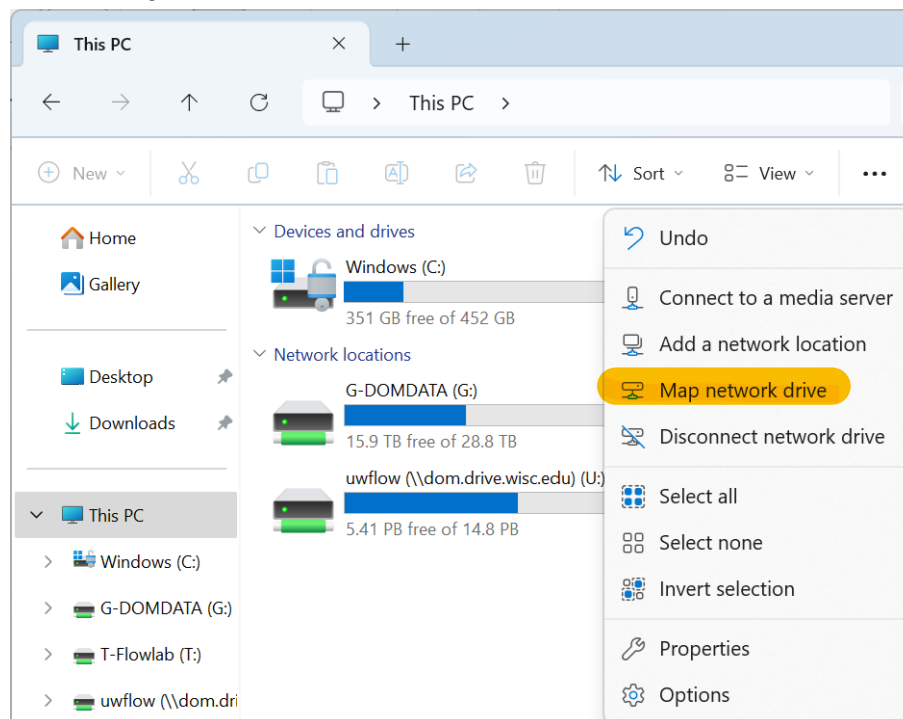 This PC
This PC
New
Sort
View
Home
Gallery
Desktop
Downloads
This PC
Windows (C:)
G-DOMDATA (G:)
T-Flowlab (T:)
uwflow (\\dom.dri
Devices and drives
Windows (C:)
351 GB free of 452 GB
Network locations
G-DOMDATA (G:)
15.9 TB free of 28.8 TB
uwflow (\\dom.drive.wisc.edu) (U:)
5.41 PB free of 14.8 PB
Undo
Connect to a media server
Add a network location
Map network drive
Disconnect network drive
Select all
Select none
Invert selection
Properties
Options